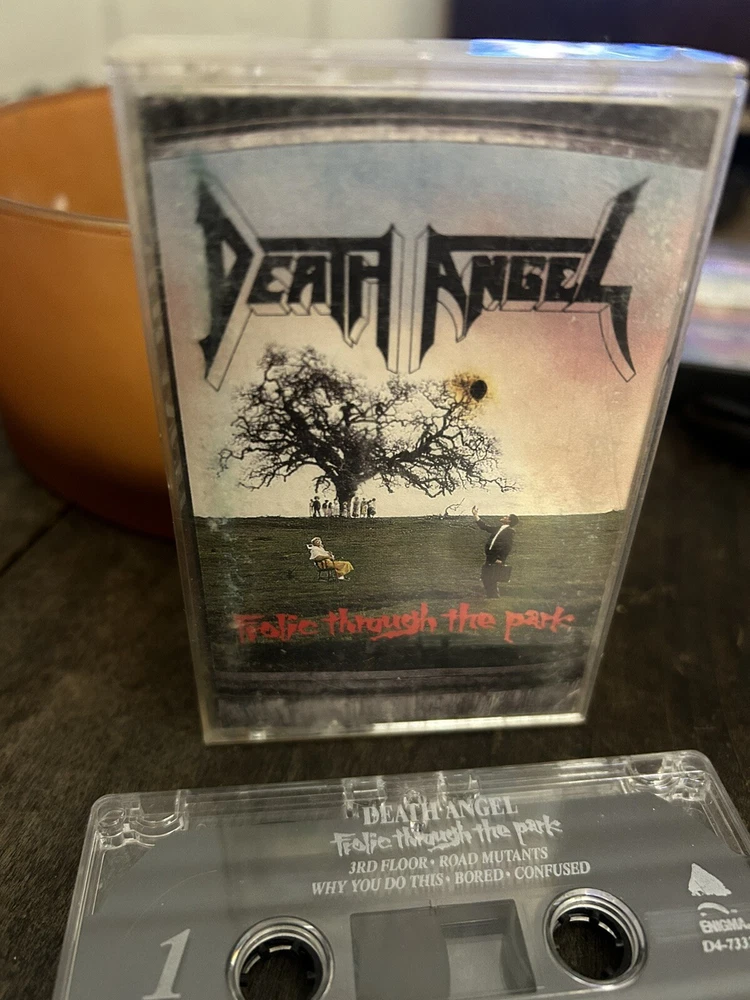 DEATH ANGEL
Frolic through the park
DEATH ANGEL
Frolic through the park
3RD FLOOR • ROAD MUTANTS
WHY YOU DO THIS • BORED • CONFUSED
1
ENIGMA